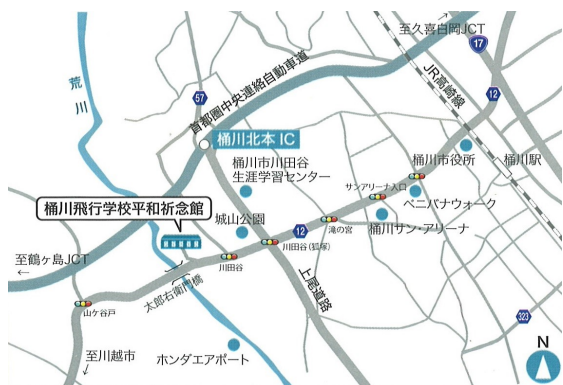 至久喜白岡JCT
17
JR高崎線
荒川
57
首都圏中央連絡自動車道
12
桶川北本 IC
桶川市役所
桶川駅
桶川市川田谷
生涯学習センター
サンアリーナ入口
ベニバナウォーク
桶川飛行学校平和祈念館
城山公園
滝の宮
桶川サン・アリーナ
12
川田谷(狐塚)
川田谷
至鶴ヶ島JCT
太郎右衛門橋
上尾道路
山ケ谷戸
323
至川越市
ホンダエアポート
N